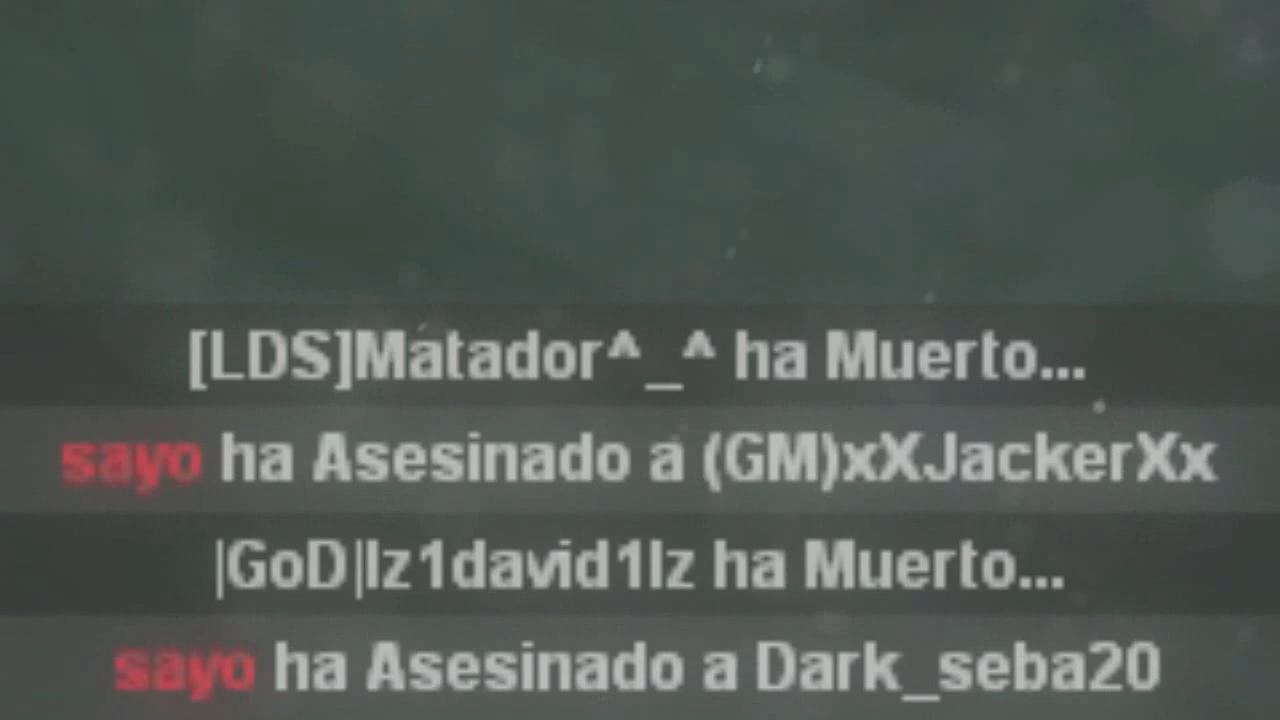 [LDS]Matador^_^ ha Muerto...
sayo ha Asesinado a (GM)xXJackerXx
|GoD|lz1david1lz ha Muerto...
sayo ha Asesinado a Dark_seba20